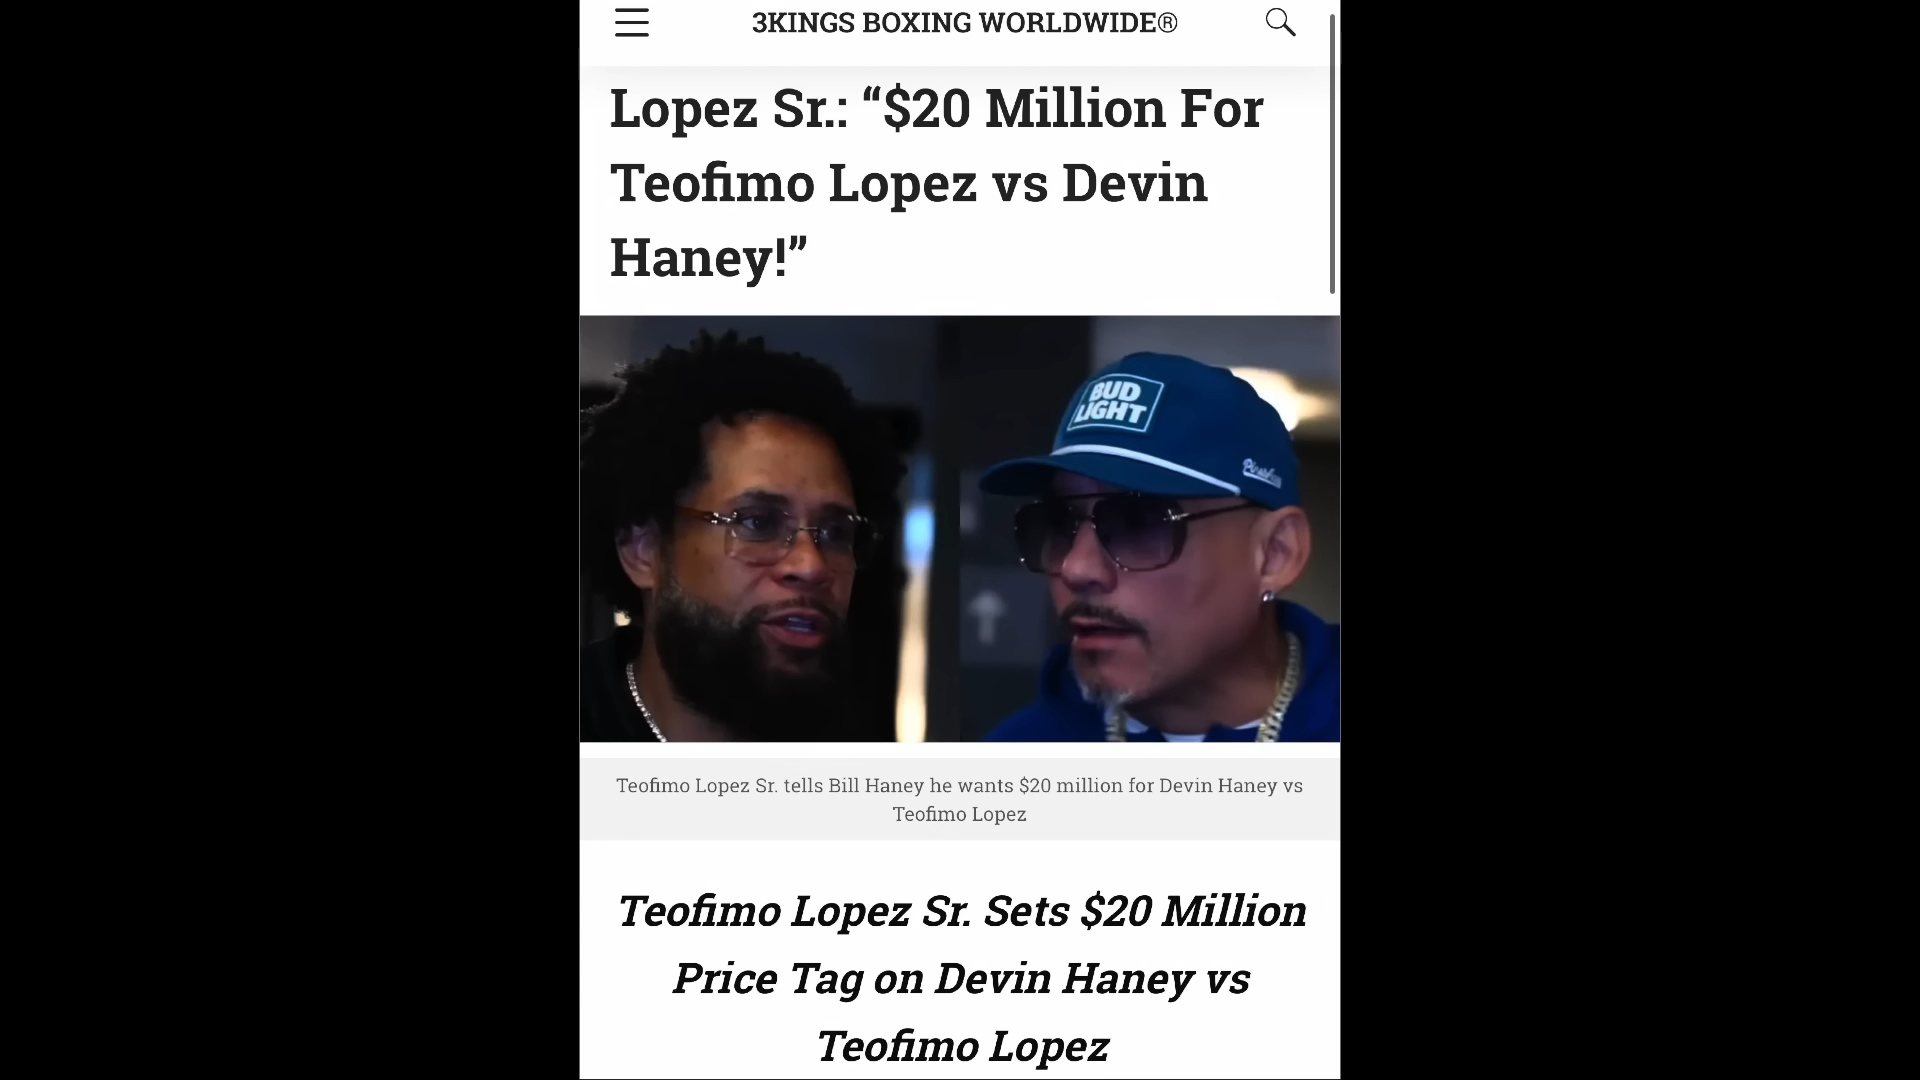 3KINGS BOXING WORLDWIDE®
Lopez Sr.: “$20 Million For
Teofimo Lopez vs Devin
Haney!”
BUD
LIGHT
Teofimo Lopez Sr. tells Bill Haney he wants $20 million for Devin Haney vs
Teofimo Lopez
Teofimo Lopez Sr. Sets $20 Million
Price Tag on Devin Haney vs
Teofimo Lopez